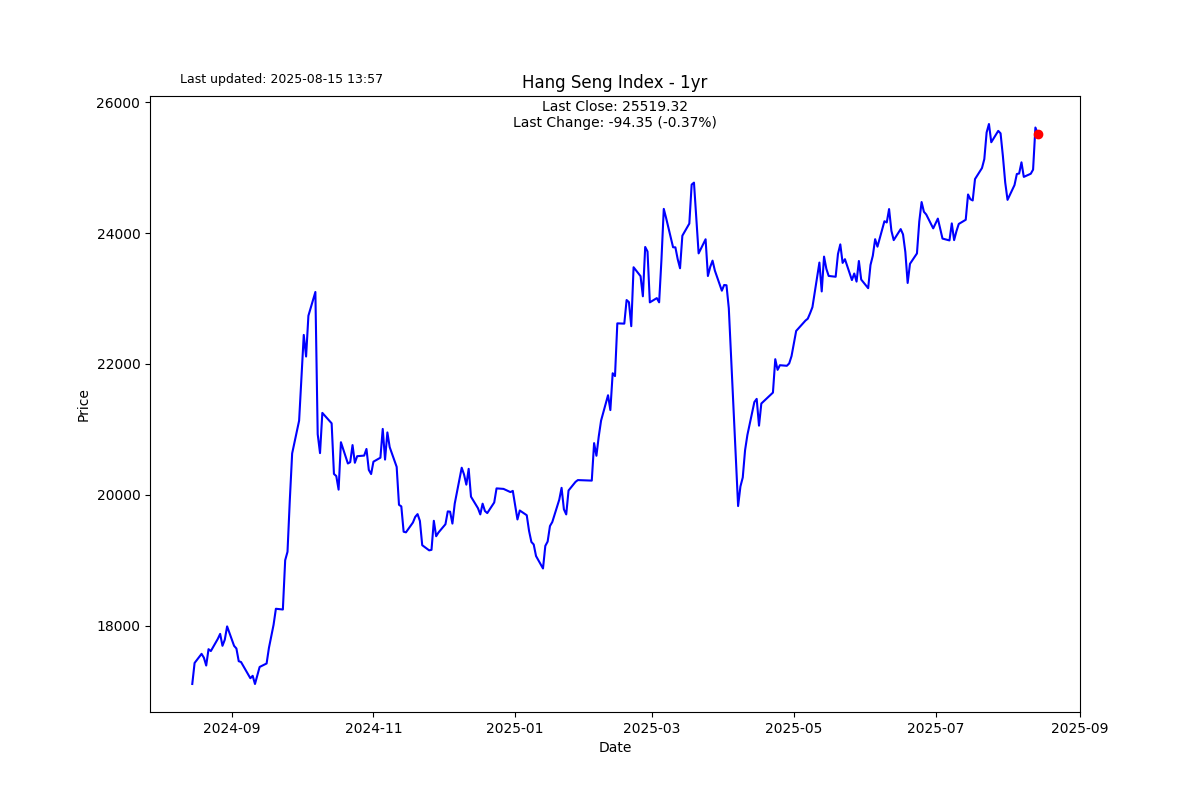 Last updated: 2025-08-15 13:57
Hang Seng Index - 1yr
Last Close: 25519.32
Last Change: -94.35 (-0.37%)
26000
24000
22000
20000
18000
Price
2024-09
2024-11
2025-01
2025-03
2025-05
2025-07
2025-09
Date